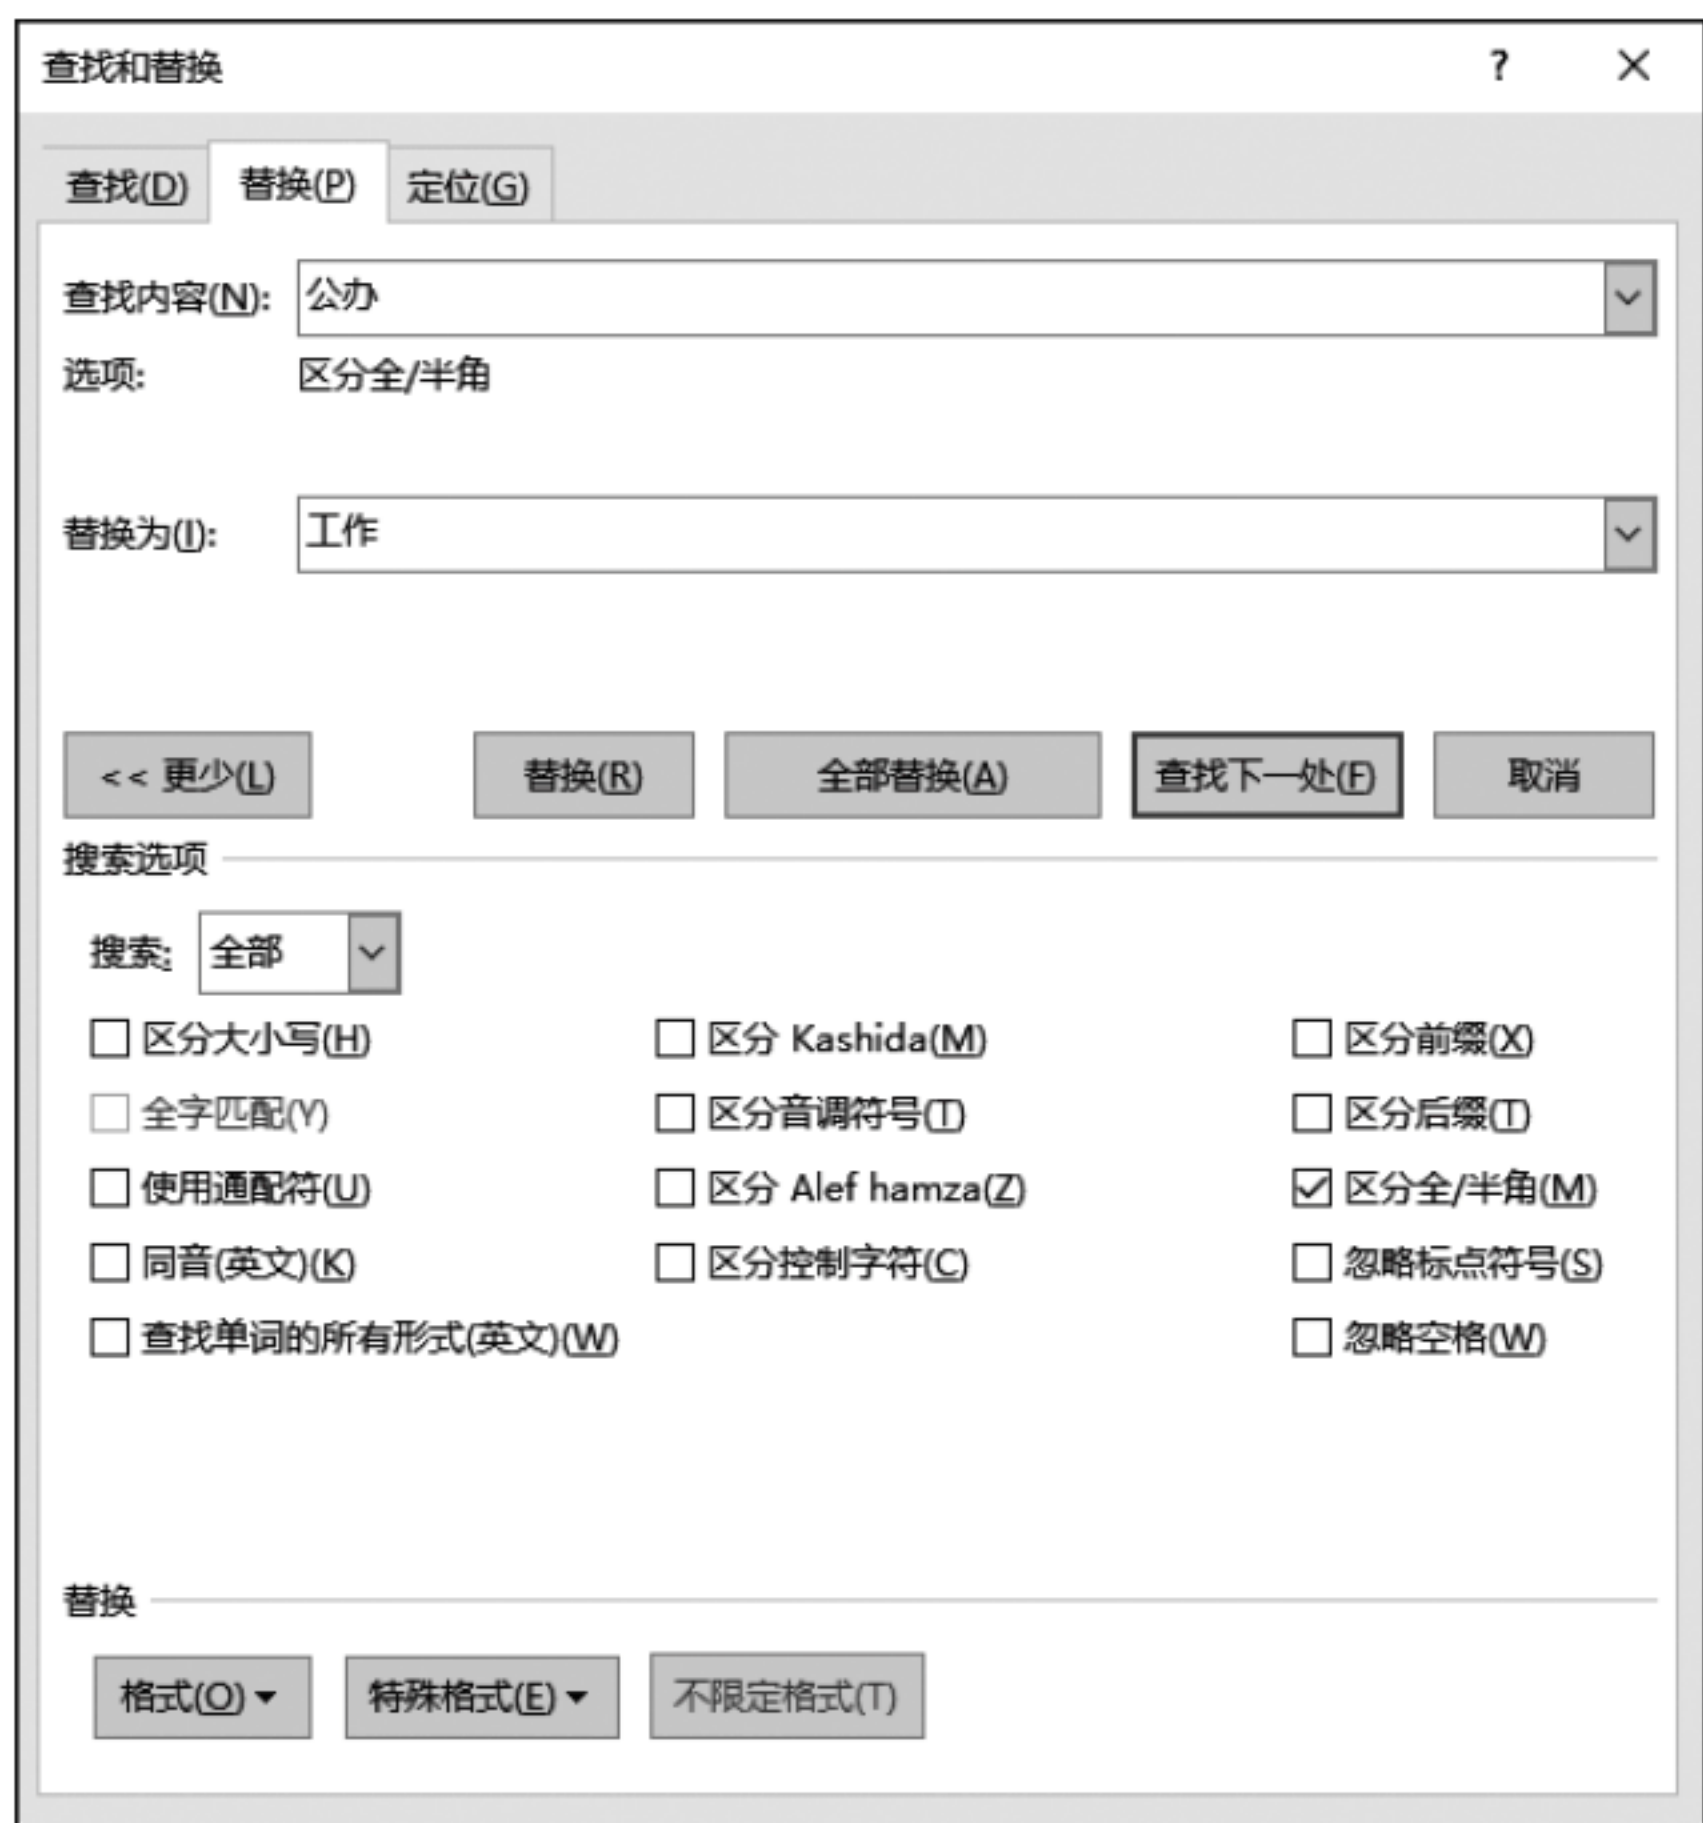 查找和替换 ?
查找(D) 替换(P) 定位(G)
查找内容(N): 公办
选项: 区分全/半角
替换为(I): 工作
<< 更少(L) 替换(R) 全部替换(A) 查找下一处(F) 取消
搜索选项
搜索: 全部
区分大小写(H) 区分 Kashida(M) 区分前缀(X)
全字匹配(Y) 区分音调符号(T) 区分后缀(T)
使用通配符(U) 区分 Alef hamza(Z) 区分全/半角(M)
同音(英文)(K) 区分控制字符(C) 忽略标点符号(S)
查找单词的所有形式(英文)(W) 忽略空格(W)
替换
格式(O) 特殊格式(E) 不限定格式(T)